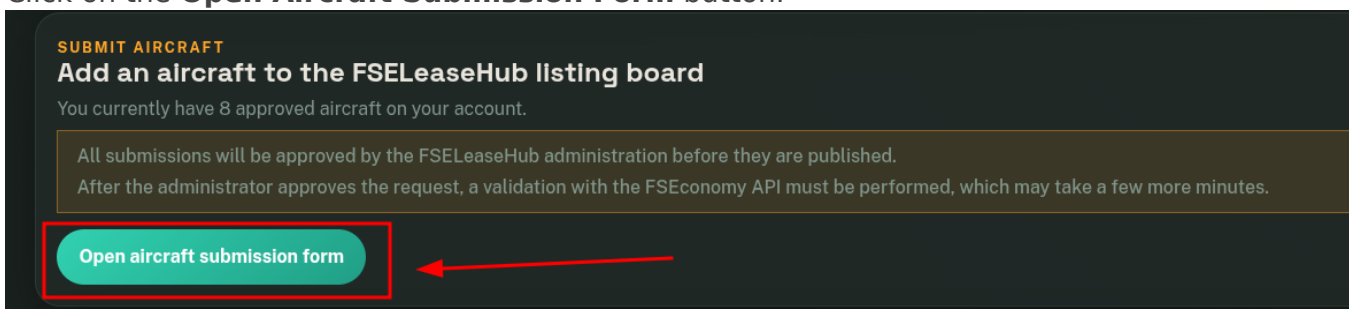 Click on the Open Aircraft Submission Form button.
SUBMIT AIRCRAFT
Add an aircraft to the FSELeaseHub listing board
You currently have 8 approved aircraft on your account.
All submissions will be approved by the FSELeaseHub administration before they are published.
After the administrator approves the request, a validation with the FSEconomy API must be performed, which may take a few more minutes.
Open aircraft submission form